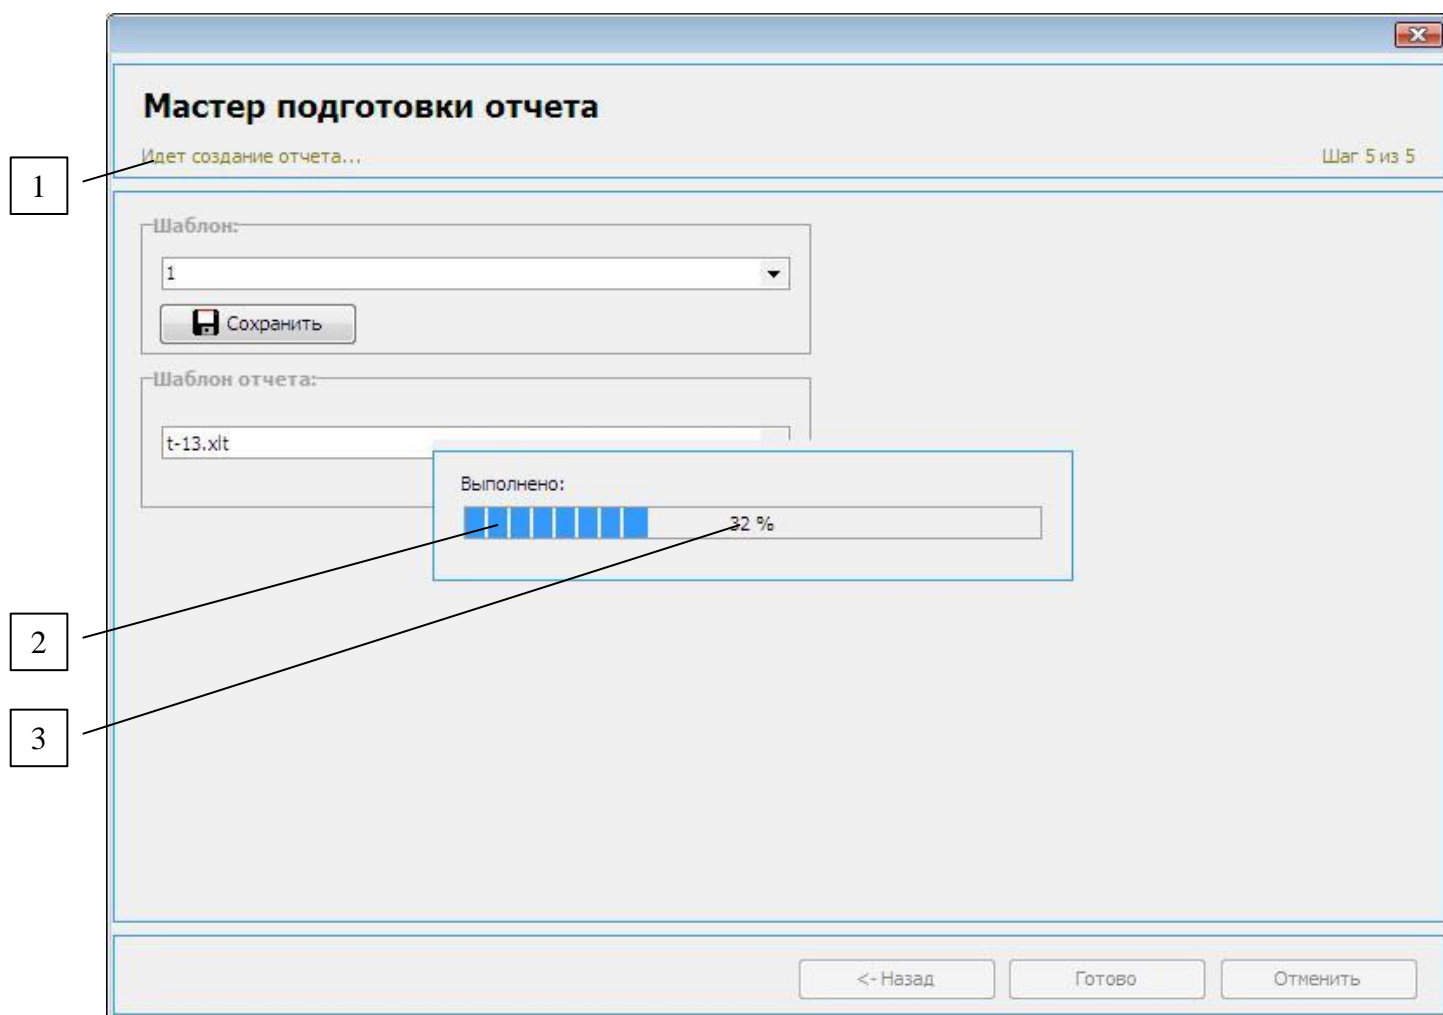 Мастер подготовки отчета
Идет создание отчета...
Шаг 5 из 5
1
Шаблон:
1
Сохранить
Шаблон отчета:
t-13.xlt
Выполнено:
32 %
2
3
<- Назад
Готово
Отменить